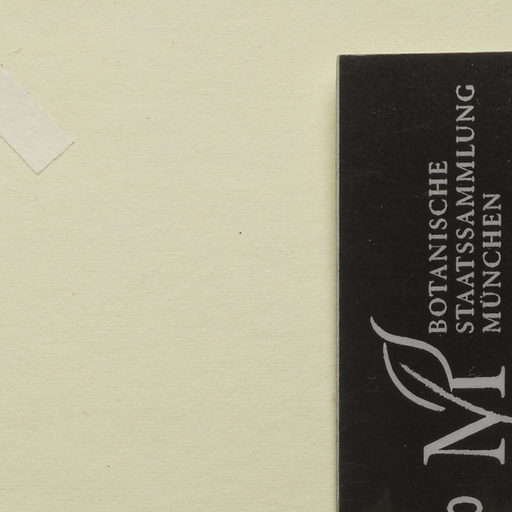 BOTANISCHE
STAATSSAMMLUNG
MÜNCHEN
M